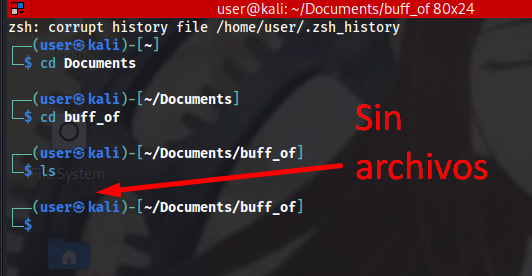 user@kali: ~/Documents/buff_of 80x24
zsh: corrupt history file /home/user/.zsh_history
┌──(user㉿kali)-[~]
└─$ cd Documents
┌──(user㉿kali)-[~/Documents]
└─$ cd buff_of
┌──(user㉿kali)-[~/Documents/buff_of]
└─$ ls
┌──(user㉿kali)-[~/Documents/buff_of]
└─$
Sin
archivos
File System